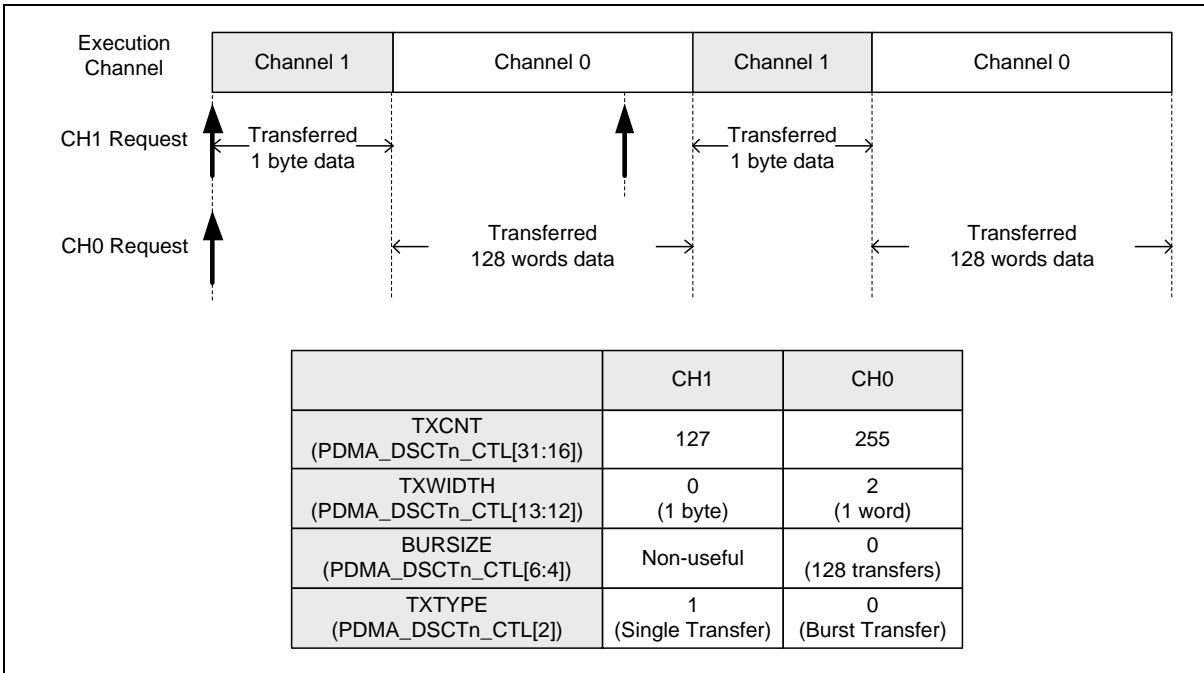 Execution
Channel
Channel 1
Channel 0
Channel 1
Channel 0
CH1 Request
Transferred
1 byte data
Transferred
1 byte data
CH0 Request
Transferred
128 words data
Transferred
128 words data
CH1
CH0
TXCNT
(PDMA_DSCTn_CTL[31:16])
127
255
TXWIDTH
(PDMA_DSCTn_CTL[13:12])
0
(1 byte)
2
(1 word)
BURSIZE
(PDMA_DSCTn_CTL[6:4])
Non-useful
0
(128 transfers)
TXTYPE
(PDMA_DSCTn_CTL[2])
1
(Single Transfer)
0
(Burst Transfer)